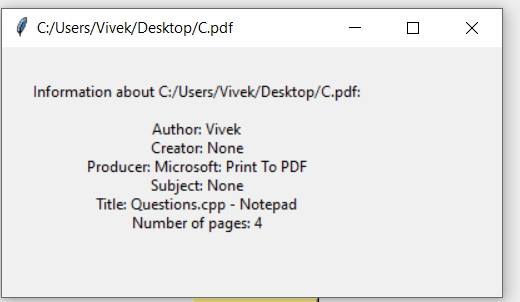 C:/Users/Vivek/Desktop/C.pdf
Information about C:/Users/Vivek/Desktop/C.pdf:
Author: Vivek
Creator: None
Producer: Microsoft: Print To PDF
Subject: None
Title: Questions.cpp - Notepad
Number of pages: 4